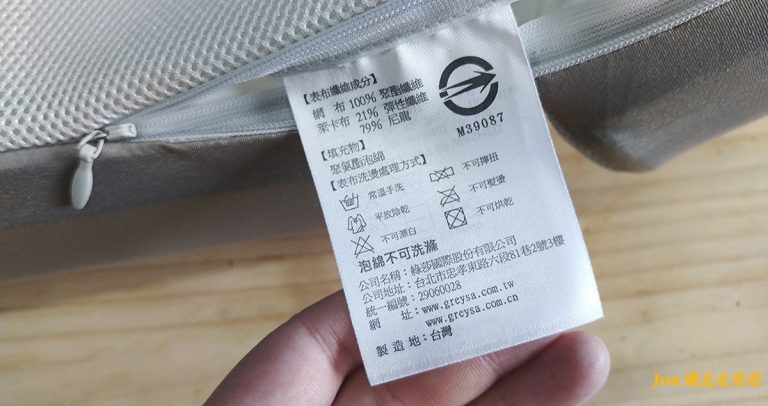 【表布纖維成分】
網 布 100% 聚酯纖維
萊卡布 21% 彈性纖維
79% 尼龍
M39087
【填充物】
聚氨酯泡綿
【表布洗燙處理方式】
常溫手洗 不可擰扭
平放陰乾 不可熨燙
不可漂白 不可烘乾
泡綿不可洗滌
公司名稱：綠莎國際股份有限公司
公司地址：台北市忠孝東路六段81巷2號3樓
統一編號：29060028
網 址：www.greysa.com.tw
www.greysa.com.cn
製 造 地：台灣